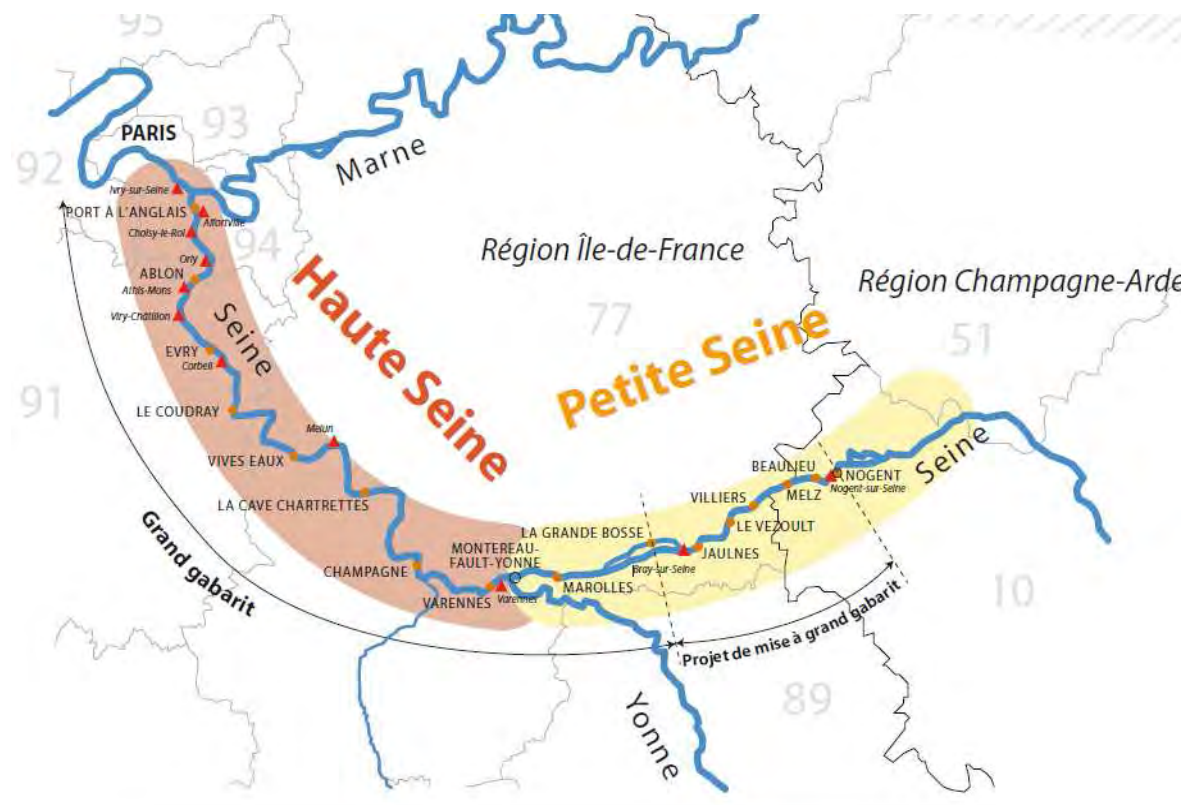 95
PARIS
93
92
Marne
Ivry-sur-Seine
PORT À L'ANGLAIS
Alfortville
Choisy-le-Roi
94
Région Île-de-France
Orly
ABLON
Athis-Mons
Haute Seine
Région Champagne-Arde
Viry-Châtillon
Seine
77
Petite Seine
51
EVRY
Corbeil
91
LE COUDRAY
Melun
VIVES EAUX
Seine
BEAULIEU
NOGENT
Nogent-sur-Seine
MELZ
VILLIERS
LA CAVE CHARTRETTES
LE VEZOULT
LA GRANDE BOSSE
JAULNES
Grand gabarit
MONTEREAU-
FAULT-YONNE
Bray-sur-Seine
CHAMPAGNE
MAROLLES
VARENNES
Varennes
10
Projet de mise à grand gabarit
89
Yonne